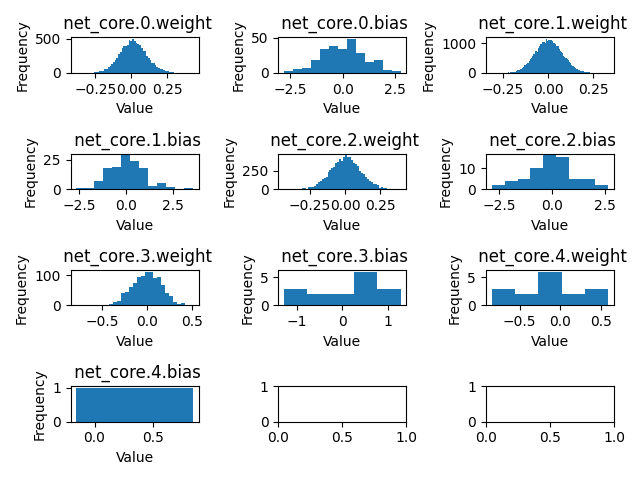 net_core.0.weight
net_core.0.bias
net_core.1.weight
Frequency
500
0
−0.25 0.00 0.25
Value
Frequency
50
0
−2.5 0.0 2.5
Value
Frequency
1000
0
−0.25 0.00 0.25
Value
net_core.1.bias
net_core.2.weight
net_core.2.bias
Frequency
25
0
−2.5 0.0 2.5
Value
Frequency
250
0
−0.25 0.00 0.25
Value
Frequency
10
0
−2.5 0.0 2.5
Value
net_core.3.weight
net_core.3.bias
net_core.4.weight
Frequency
100
0
−0.5 0.0 0.5
Value
Frequency
5
0
−1 0 1
Value
Frequency
5
0
−0.5 0.0 0.5
Value
net_core.4.bias
Frequency
1
0
0.0 0.5
Value
1
0
0.0 0.5 1.0
1
0
0.0 0.5 1.0